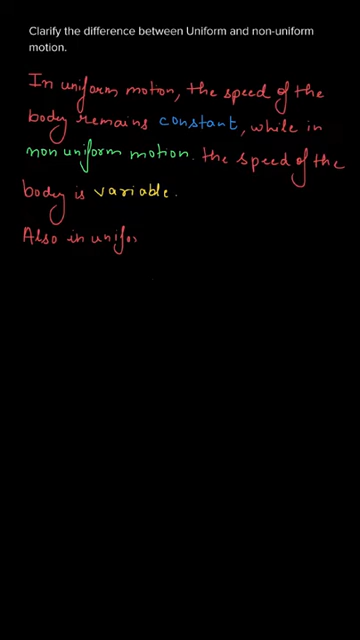 Clarify the difference between Uniform and non-uniform
motion.
In uniform motion, the speed of the
body remains constant, while in
non uniform motion. the speed of the
body is variable.
Also in unifo